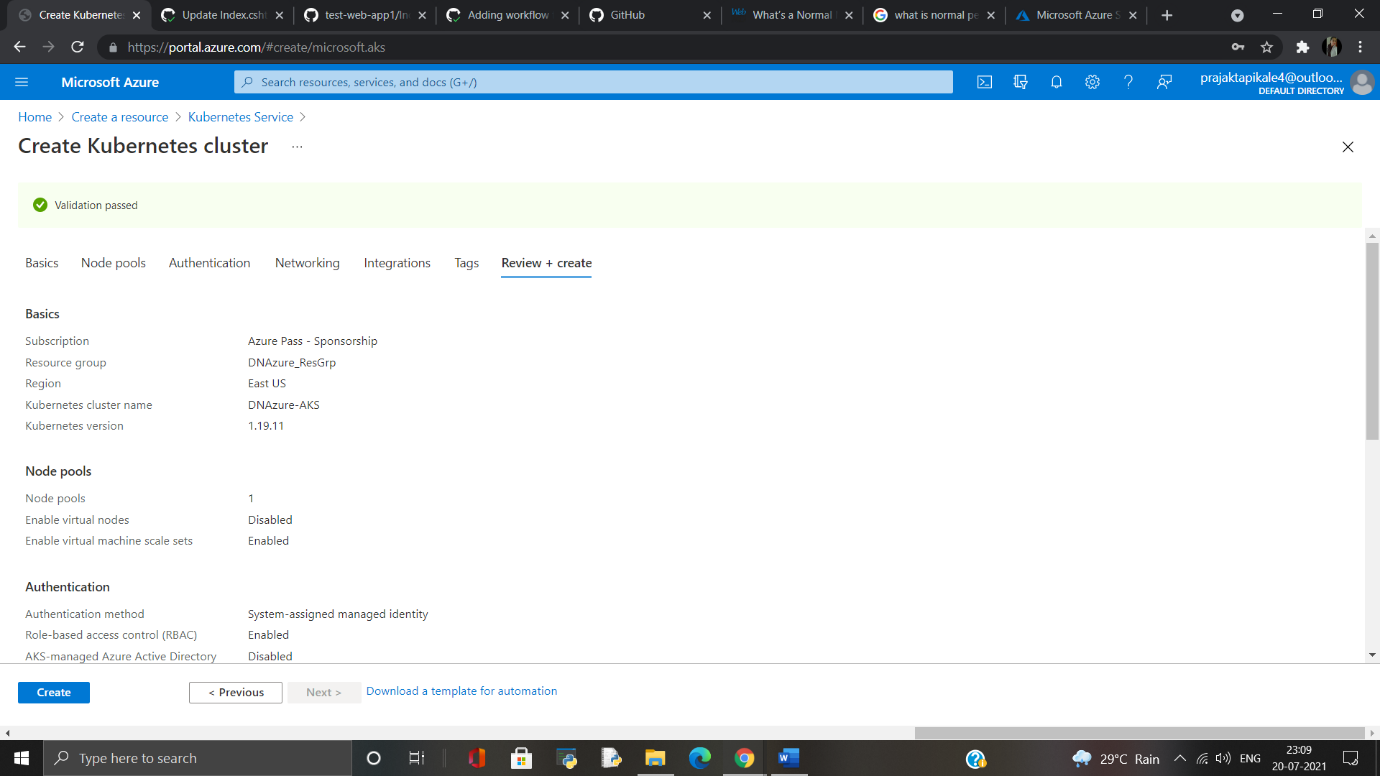 Create Kubernete
Update Index.csh
test-web-app1/In
Adding workflow
GitHub
What's a Normal
what is normal pe
Microsoft Azure S
https://portal.azure.com/#create/microsoft.aks
Microsoft Azure
Search resources, services, and docs (G+/)
prajaktapikale4@outloo...
DEFAULT DIRECTORY
Home > Create a resource > Kubernetes Service >
Create Kubernetes cluster ...
Validation passed
Basics Node pools Authentication Networking Integrations Tags Review + create
Basics
Subscription Azure Pass - Sponsorship
Resource group DNAzure_ResGrp
Region East US
Kubernetes cluster name DNAzure-AKS
Kubernetes version 1.19.11
Node pools
Node pools 1
Enable virtual nodes Disabled
Enable virtual machine scale sets Enabled
Authentication
Authentication method System-assigned managed identity
Role-based access control (RBAC) Enabled
AKS-managed Azure Active Directory Disabled
Create < Previous Next > Download a template for automation
Type here to search
29°C Rain ENG
23:09
20-07-2021